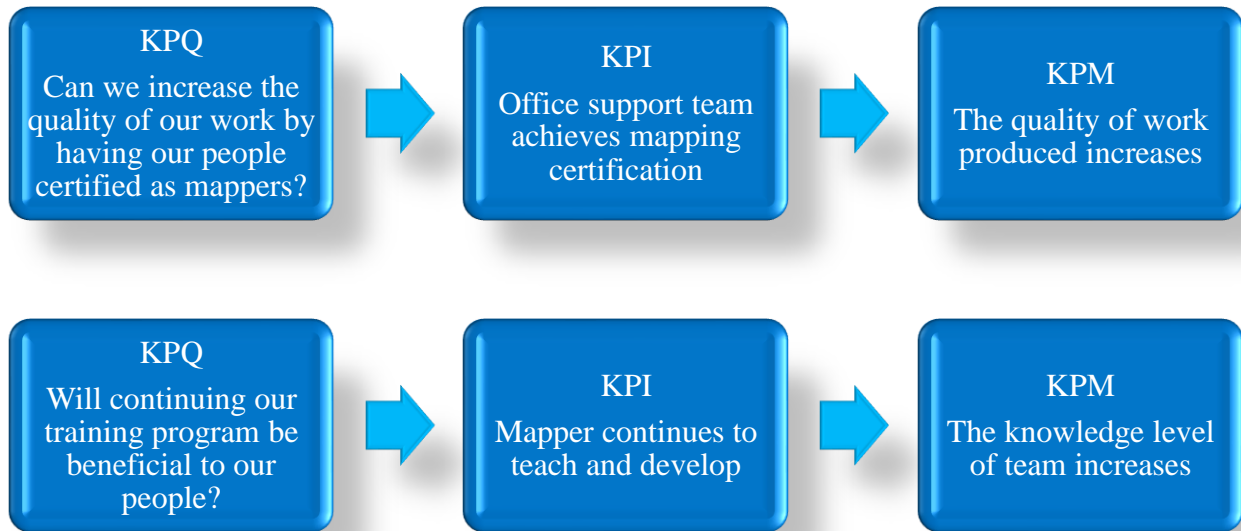 KPQ
Can we increase the
quality of our work by
having our people
certified as mappers?
KPI
Office support team
achieves mapping
certification
KPM
The quality of work
produced increases
KPQ
Will continuing our
training program be
beneficial to our
people?
KPI
Mapper continues to
teach and develop
KPM
The knowledge level
of team increases